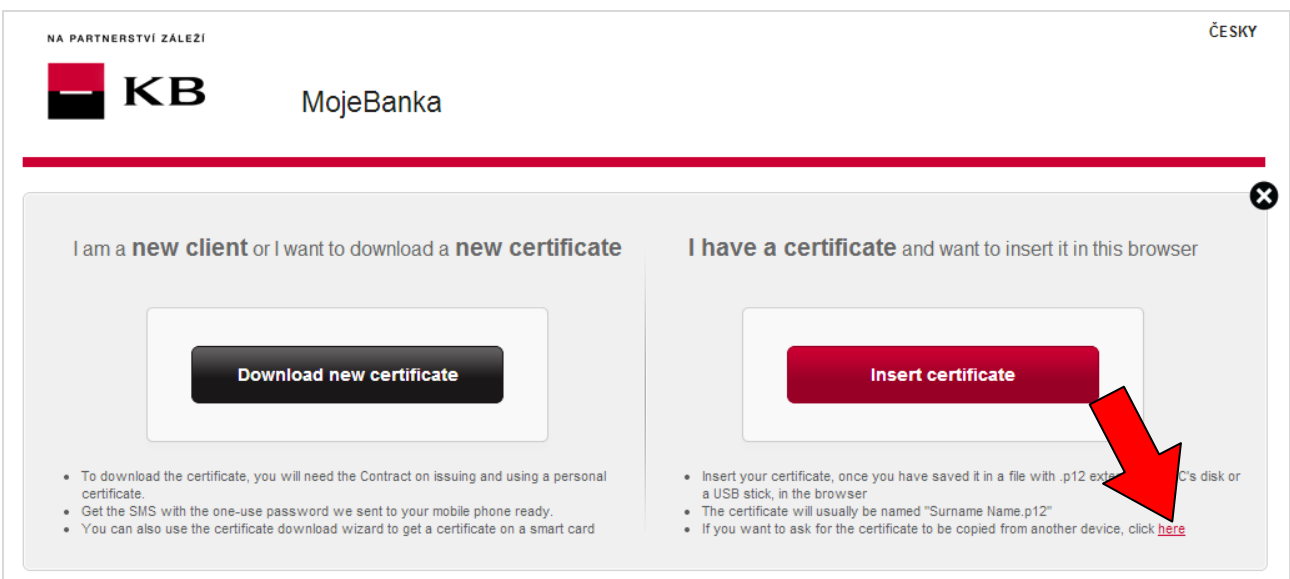 NA PARTNERSTVÍ ZÁLEŽÍ
ČESKY
KB
MojeBanka
I am a new client or I want to download a new certificate
Download new certificate
To download the certificate, you will need the Contract on issuing and using a personal
certificate.
Get the SMS with the one-use password we sent to your mobile phone ready.
You can also use the certificate download wizard to get a certificate on a smart card
I have a certificate and want to insert it in this browser
Insert certificate
Insert your certificate, once you have saved it in a file with .p12 C's disk or
a USB stick, in the browser
The certificate will usually be named "Surname Name.p12"
If you want to ask for the certificate to be copied from another device, click here